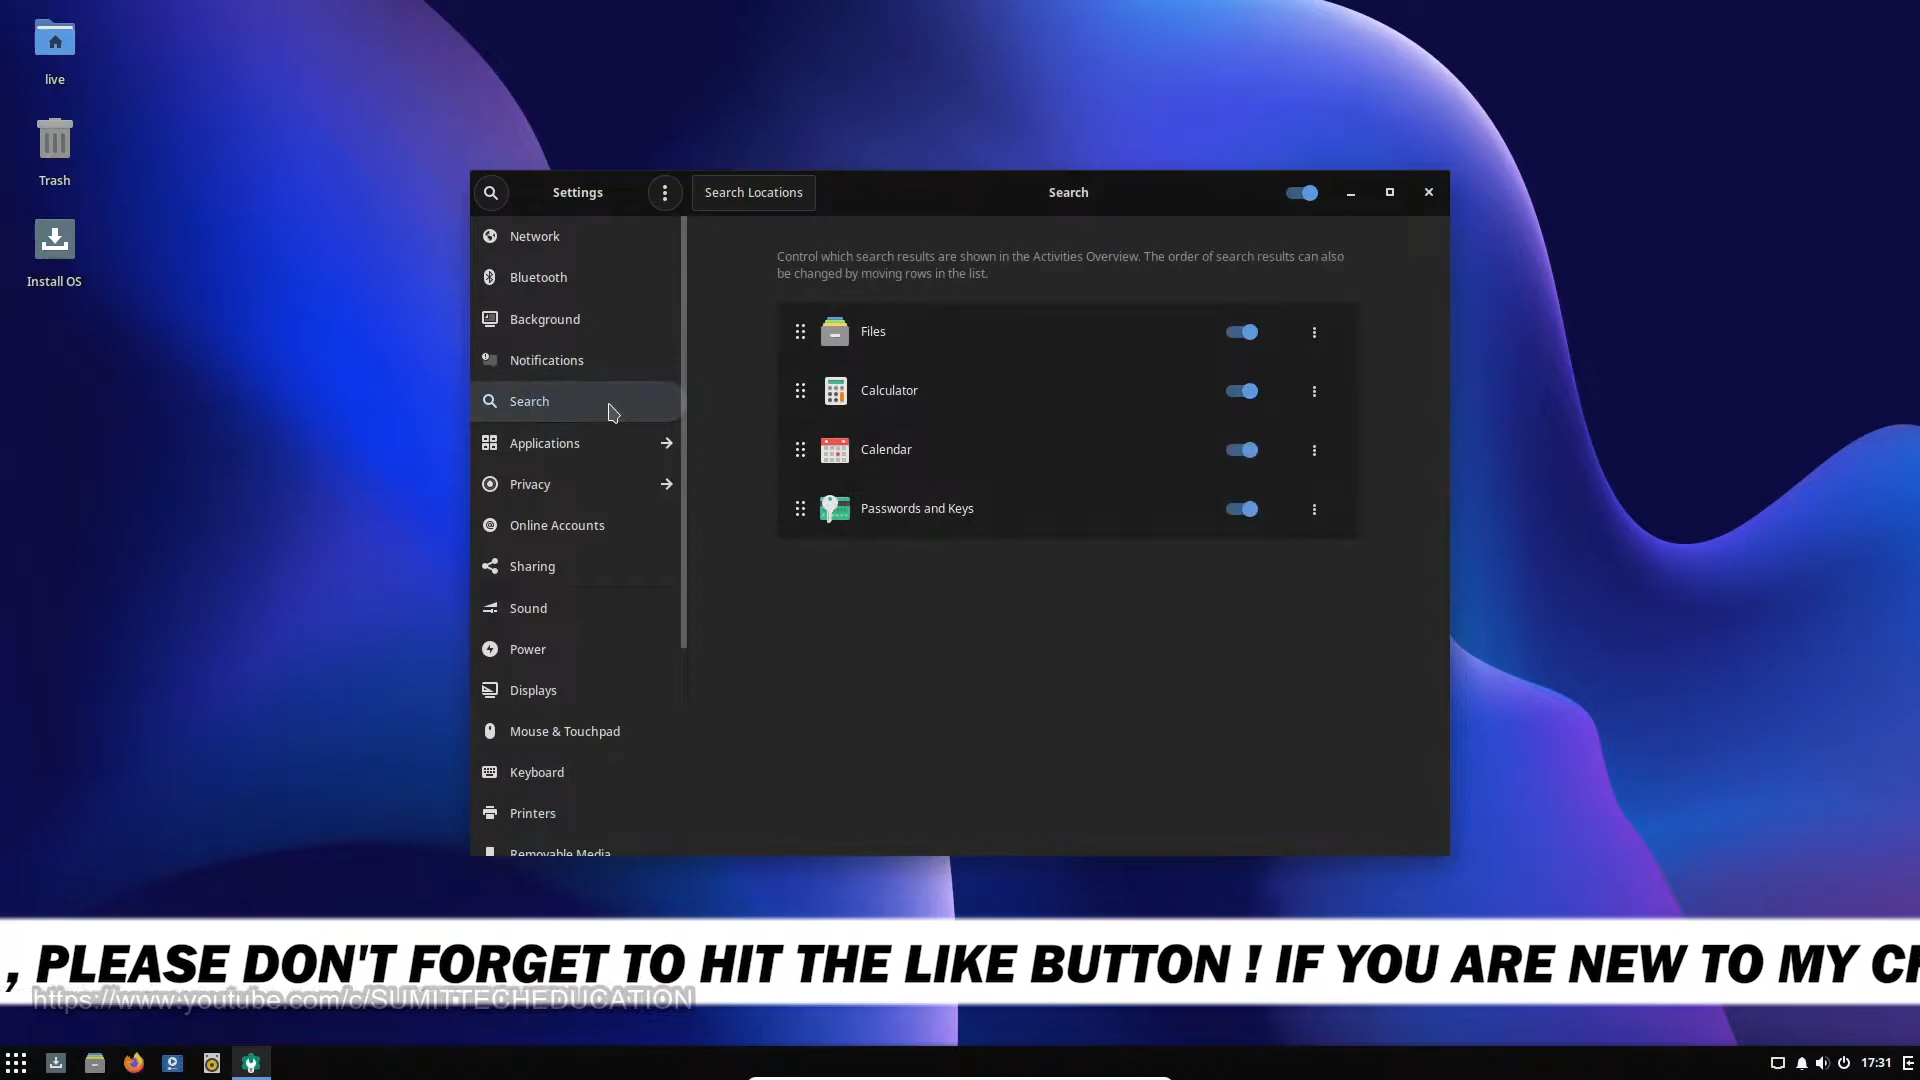 live
Trash
Install OS
Settings
Search Locations
Search
Network
Bluetooth
Background
Notifications
Search
Applications
Privacy
Online Accounts
Sharing
Sound
Power
Displays
Mouse & Touchpad
Keyboard
Printers
Removable Media
Control which search results are shown in the Activities Overview. The order of search results can also
be changed by moving rows in the list.
Files
Calculator
Calendar
Passwords and Keys
, PLEASE DON'T FORGET TO HIT THE LIKE BUTTON ! IF YOU ARE NEW TO MY CH
https://www.youtube.com/c/SUMITTECHEDUCATION
17:31